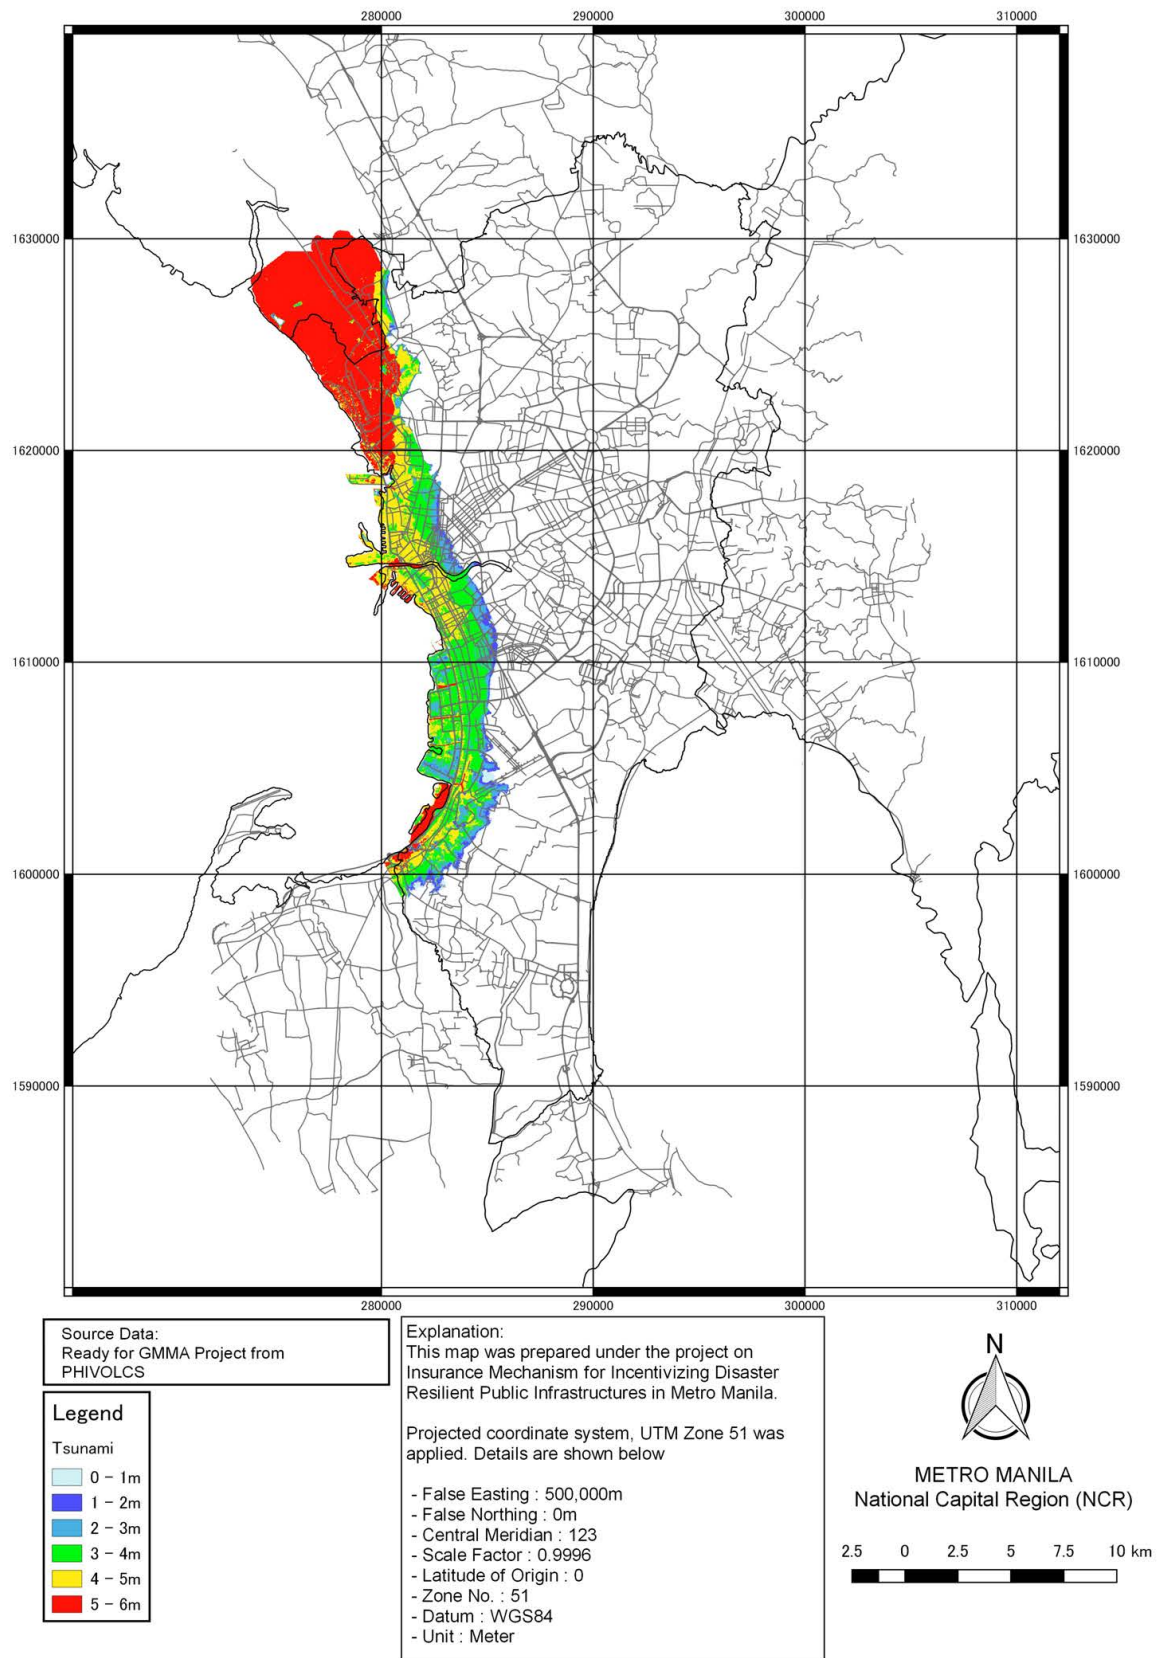 280000
290000
300000
310000
1630000
1630000
1620000
1620000
1610000
1610000
1600000
1600000
1590000
1590000
280000
290000
300000
310000
Source Data:
Ready for GMMA Project from
PHIVOLCS
Legend
Tsunami
0 - 1m
1 - 2m
2 - 3m
3 - 4m
4 - 5m
5 - 6m
Explanation:
This map was prepared under the project on
Insurance Mechanism for Incentivizing Disaster
Resilient Public Infrastructures in Metro Manila.
Projected coordinate system, UTM Zone 51 was
applied. Details are shown below
- False Easting : 500,000m
- False Northing : 0m
- Central Meridian : 123
- Scale Factor : 0.9996
- Latitude of Origin : 0
- Zone No. : 51
- Datum : WGS84
- Unit : Meter
N
METRO MANILA
National Capital Region (NCR)
2.5 0 2.5 5 7.5 10 km